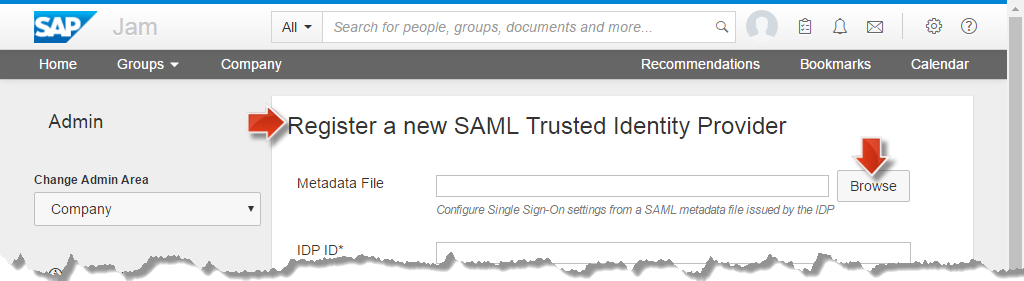 SAP Jam
All
Search for people, groups, documents and more...
Home Groups Company Recommendations Bookmarks Calendar
Admin
Register a new SAML Trusted Identity Provider
Change Admin Area
Company
Metadata File
Browse
Configure Single Sign-On settings from a SAML metadata file issued by the IDP
IDP ID*